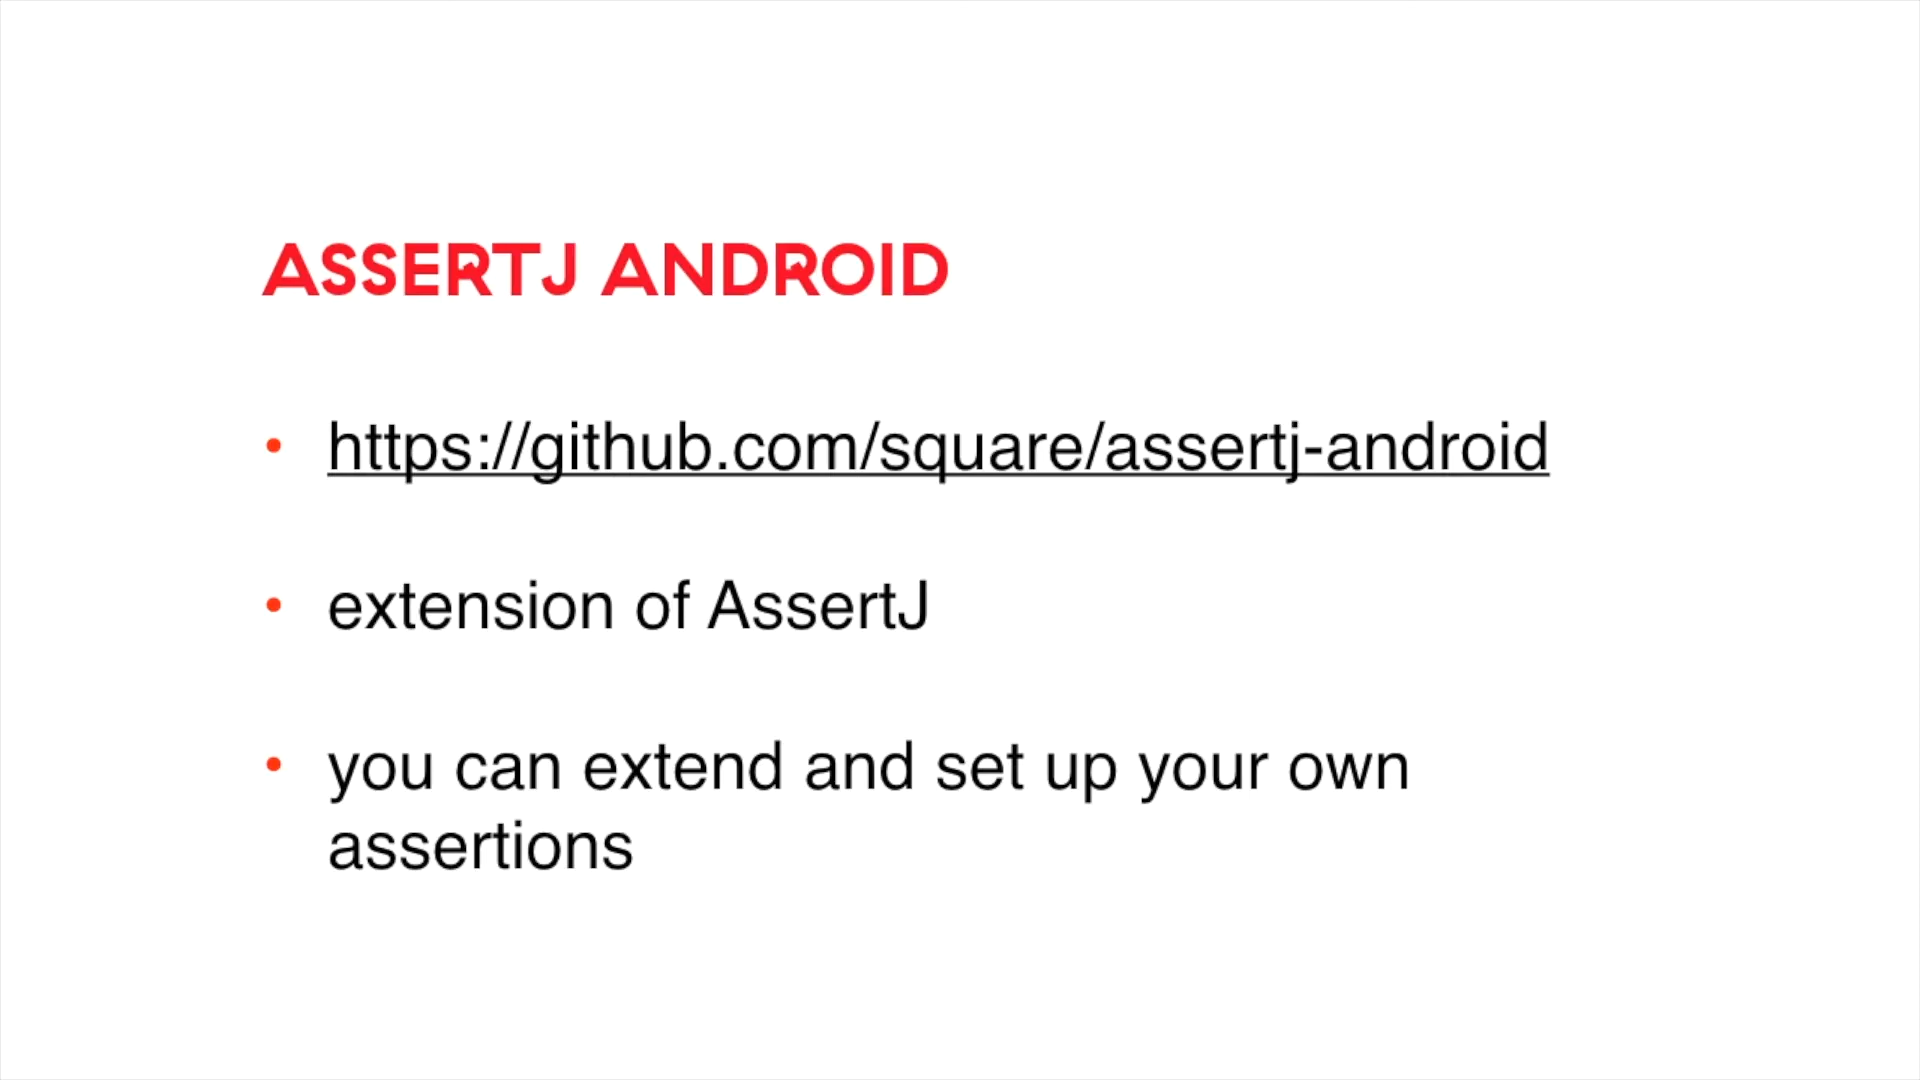 ASSERTJ ANDROID
• https://github.com/square/assertj-android
• extension of AssertJ
• you can extend and set up your own
assertions